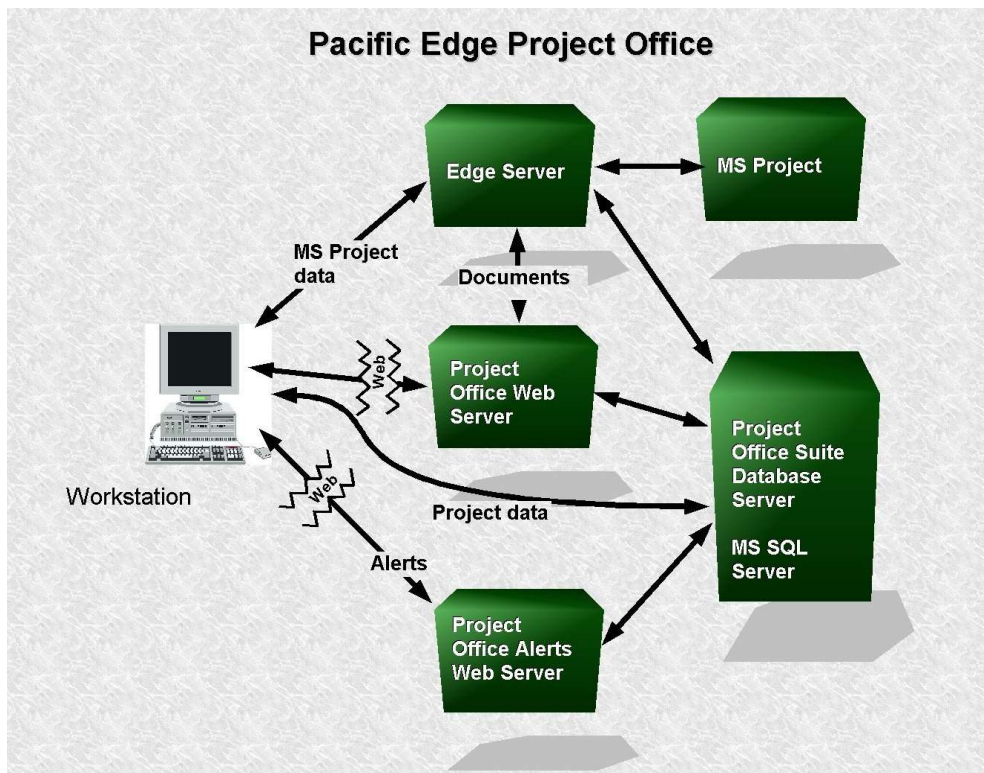 Pacific Edge Project Office
Edge Server
MS Project
MS Project
data
Documents
Web
Project
Office Web
Server
Project
Office Suite
Database
Server
MS SQL
Server
Workstation
Web
Project data
Alerts
Project
Office Alerts
Web Server